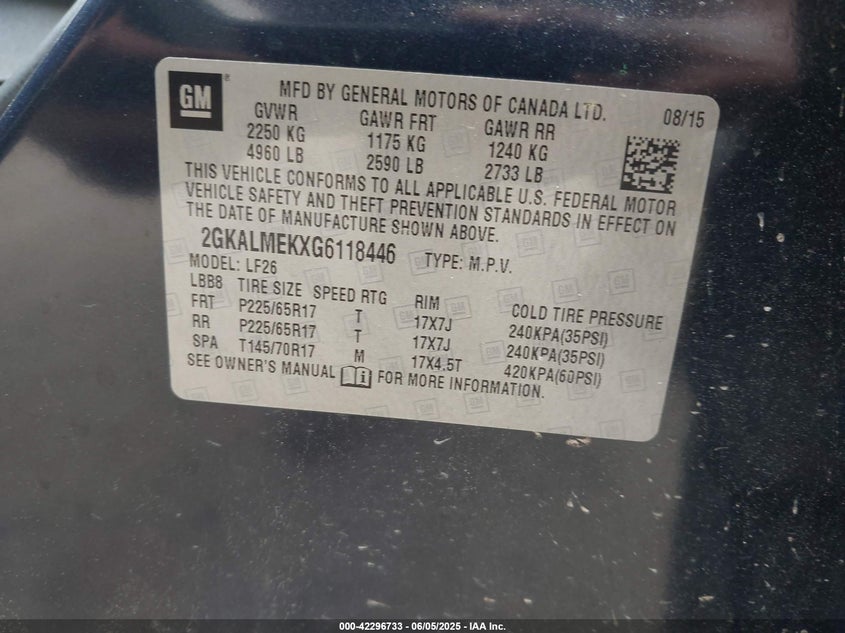 GM ®
MFD BY GENERAL MOTORS OF CANADA LTD. 08/15
GVWR GAWR FRT GAWR RR
2250 KG 1175 KG 1240 KG
4960 LB 2590 LB 2733 LB
THIS VEHICLE CONFORMS TO ALL APPLICABLE U.S. FEDERAL MOTOR
VEHICLE SAFETY AND THEFT PREVENTION STANDARDS IN EFFECT ON
THE DATE OF MANUFACTURE SHOWN ABOVE.
2GKALMEKXG6118446 TYPE: M.P.V.
MODEL: LF26
LBB8 TIRE SIZE SPEED RTG RIM COLD TIRE PRESSURE
FRT P225/65R17 T 17X7J 240KPA(35PSI)
RR P225/65R17 T 17X7J 240KPA(35PSI)
SPA T145/70R17 M 17X4.5T 420KPA(60PSI)
SEE OWNER'S MANUAL FOR MORE INFORMATION.
000-42296733 - 06/05/2025 - IAA Inc.